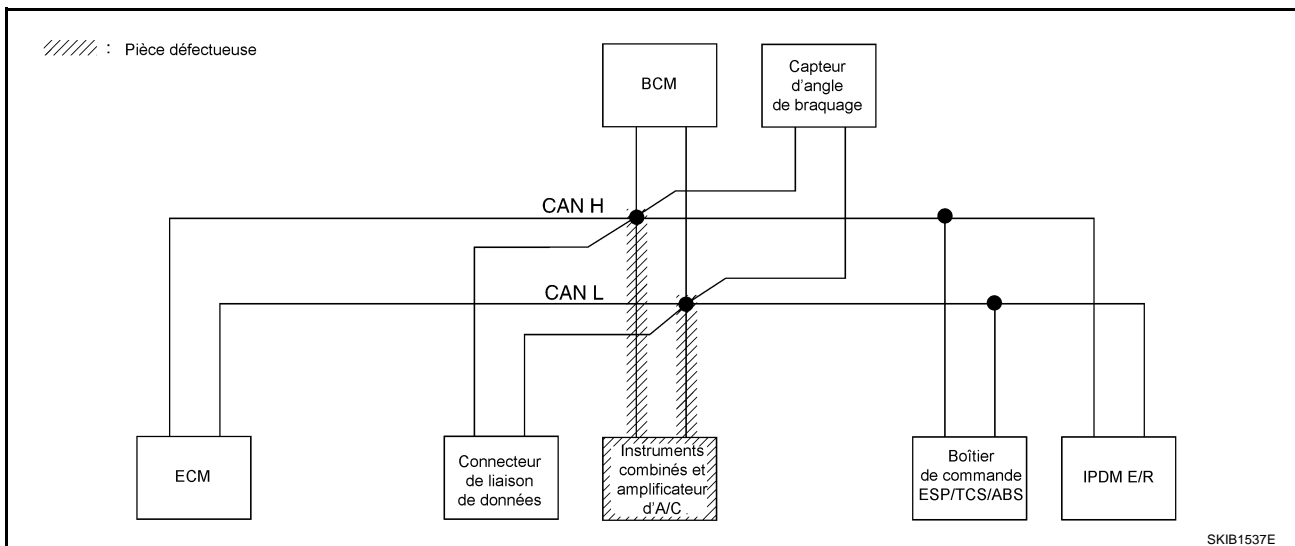 : Pièce défectueuse
BCM
Capteur
d'angle
de braquage
CAN H
CAN L
ECM
Connecteur
de liaison
de données
Instruments
combinés et
amplificateur
d'A/C
Boîtier
de commande
ESP/TCS/ABS
IPDM E/R
SKIB1537E